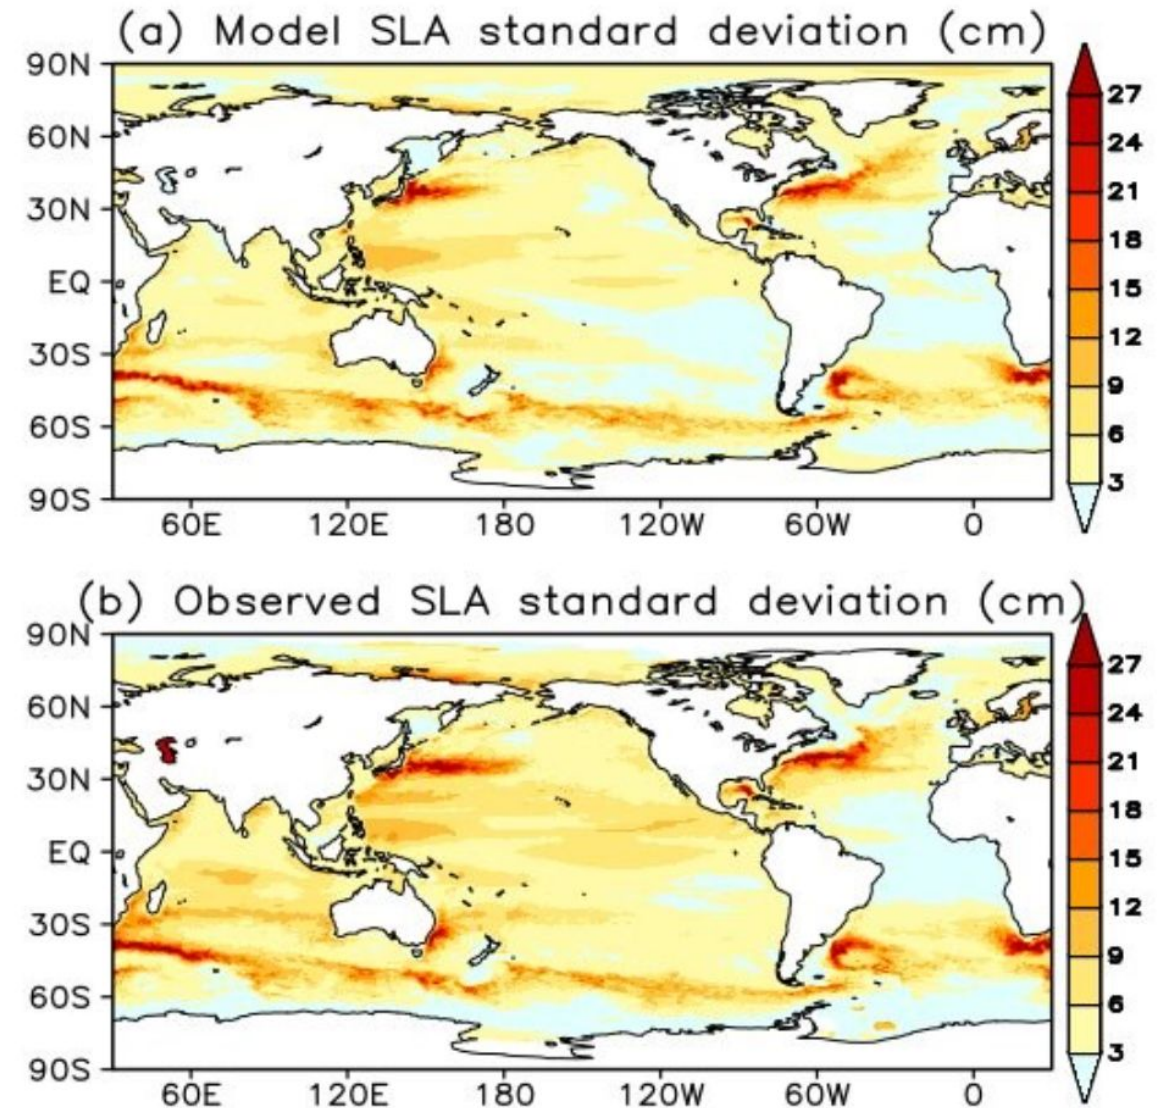 (a) Model SLA standard deviation (cm)
90N
60N
30N
EQ
30S
60S
90S
60E 120E 180 120W 60W 0
27
24
21
18
15
12
9
6
3
(b) Observed SLA standard deviation (cm)
90N
60N
30N
EQ
30S
60S
90S
60E 120E 180 120W 60W 0
27
24
21
18
15
12
9
6
3